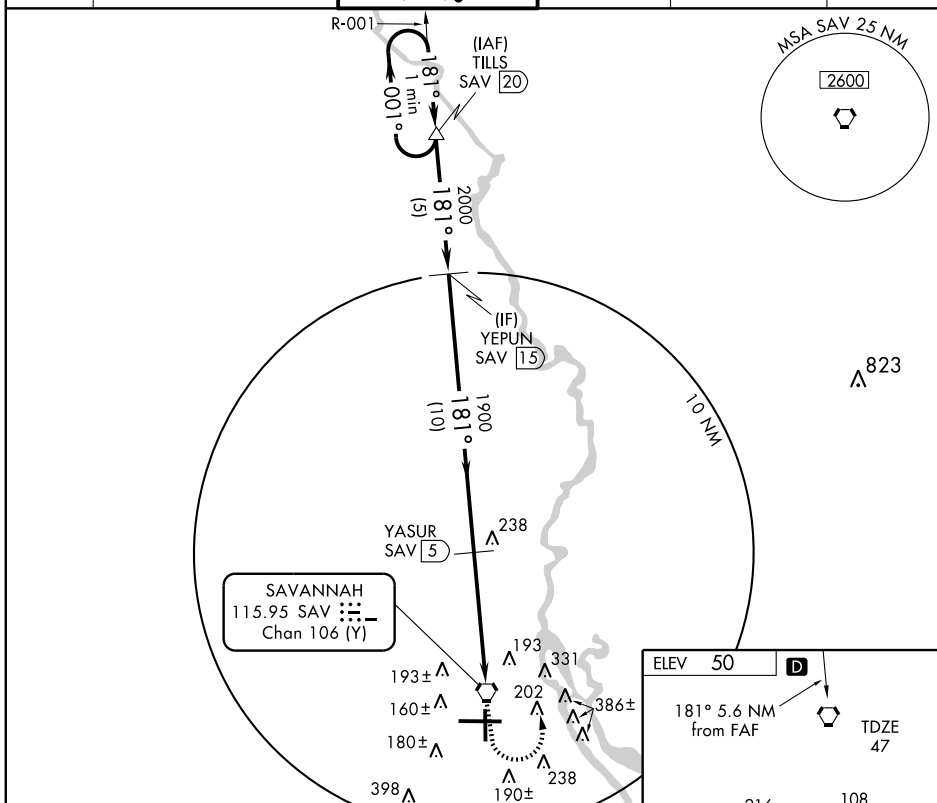 R-001
(IAF)
TILLS
SAV 20
MSA SAV 25 NM
2600
181°
1 min
001°
2000
181°
(5)
(IF)
YEPUN
SAV 15
823
10 NM
1900
181°
(10)
238
YASUR
SAV 5
SAVANNAH
115.95 SAV
Chan 106 (Y)
193
331
193±
202
386±
160±
180±
238
190±
398
ELEV 50
D
181° 5.6 NM
from FAF
TDZE
47